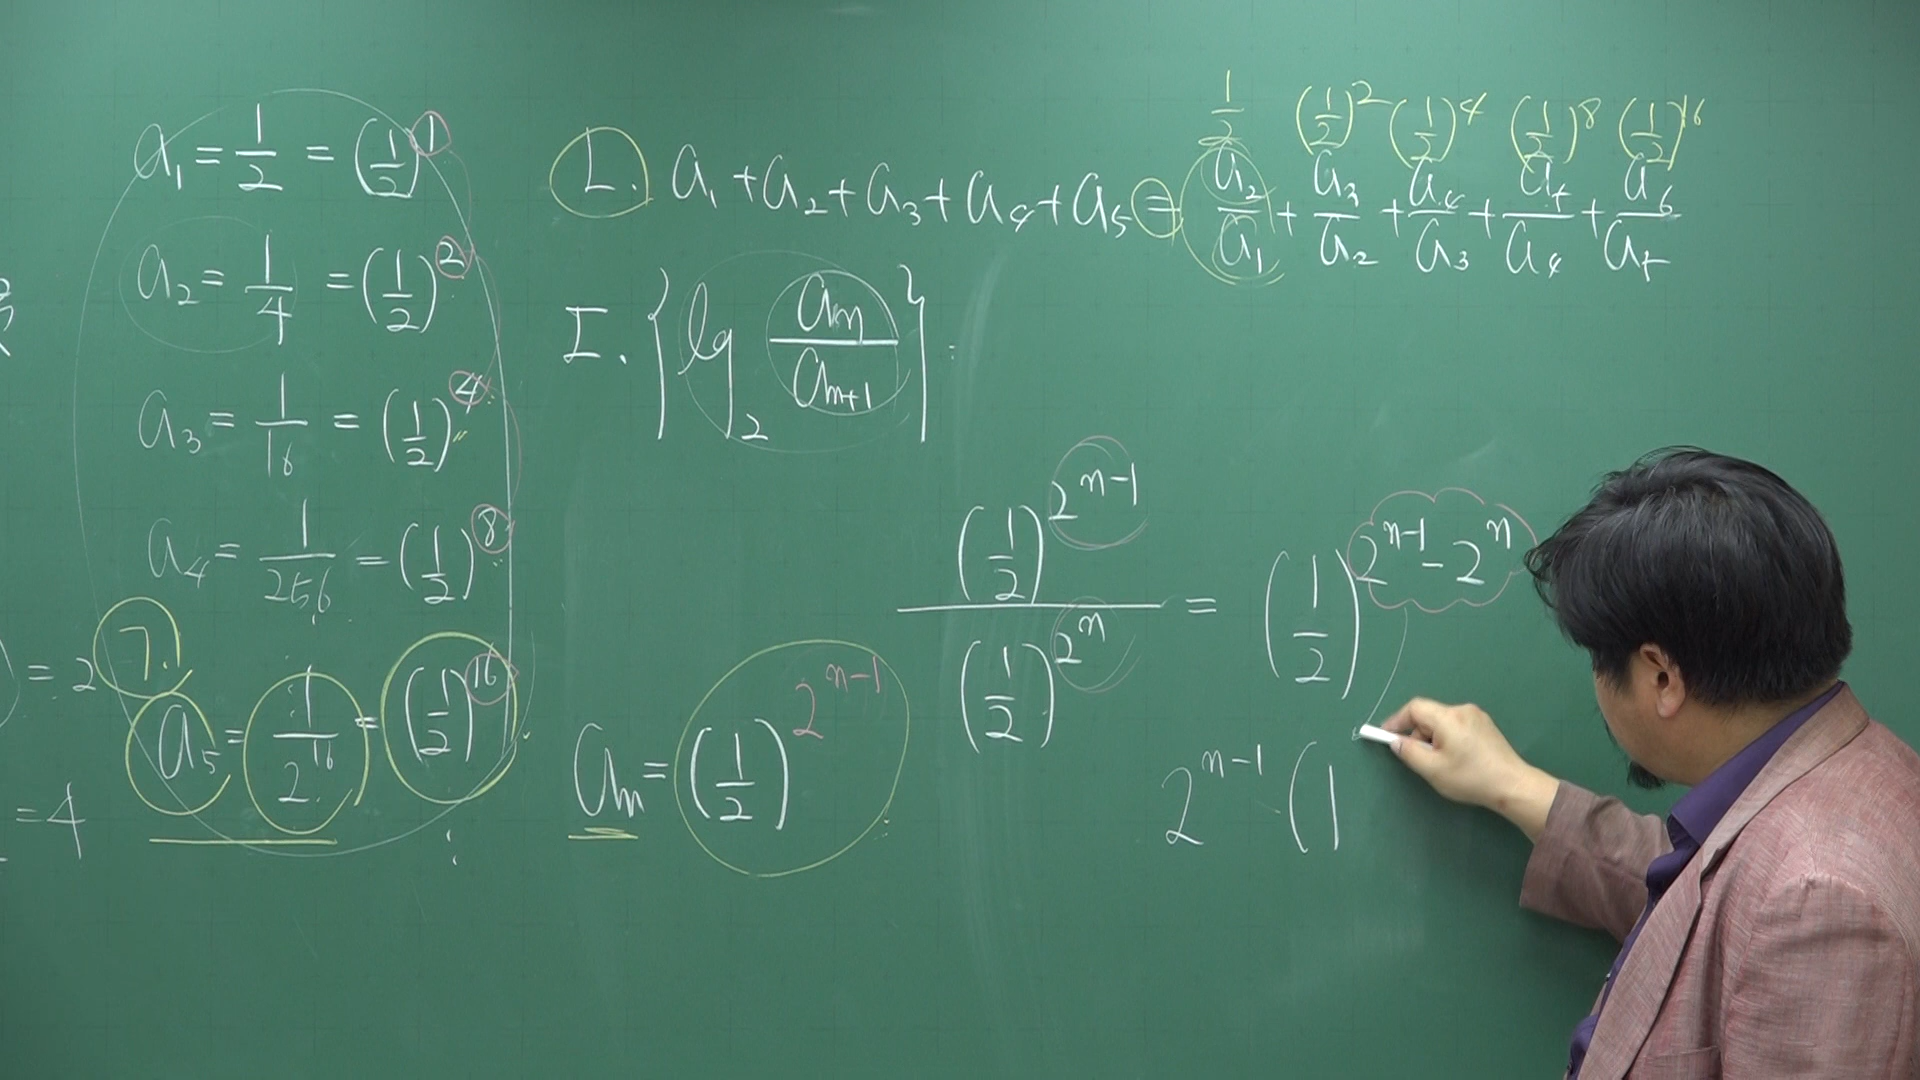 a₁ = 1/2 = (1/2)^1
a₂ = 1/4 = (1/2)^2
a₃ = 1/16 = (1/2)^4
a₄ = 1/256 = (1/2)^8
ㄱ.
a₅ = 1/2^16 = (1/2)^16
= 2
= 4
ㄴ. a₁ + a₂ + a₃ + a₄ + a₅ = a₂/a₁ + a₃/a₂ + a₄/a₃ + a₅/a₄ + a₆/a₅
1/2 (1/2)^2 (1/2)^4 (1/2)^8 (1/2)^16
ㄷ. {log₂ aₙ/aₙ₊₁}
aₙ = (1/2)^2^(n-1)
(1/2)^2^(n-1) / (1/2)^2^n = (1/2)^(2^(n-1) - 2^n)
2^(n-1) · (1